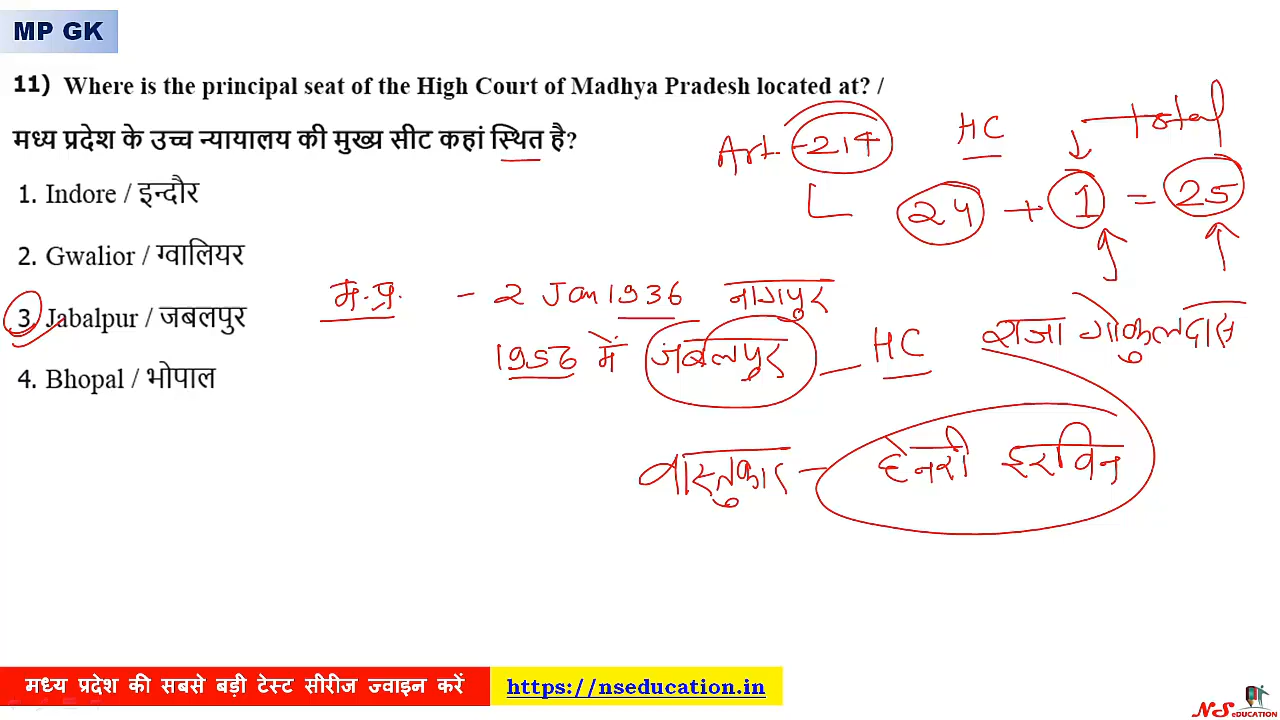 MP GK
11) Where is the principal seat of the High Court of Madhya Pradesh located at? /
मध्य प्रदेश के उच्च न्यायालय की मुख्य सीट कहां स्थित है?
1. Indore / इन्दौर
2. Gwalior / ग्वालियर
3. Jabalpur / जबलपुर
4. Bhopal / भोपाल
Art - 214 HC total
24 + 1 = 25
म.प्र. - 2 Jan 1936 नागपुर
1956 में जबलपुर - HC राजा गोकुलदास
वास्तुकार - हेनरी इरविन
मध्य प्रदेश की सबसे बड़ी टेस्ट सीरीज ज्वाइन करें https://nseducation.in
NS EDUCATION